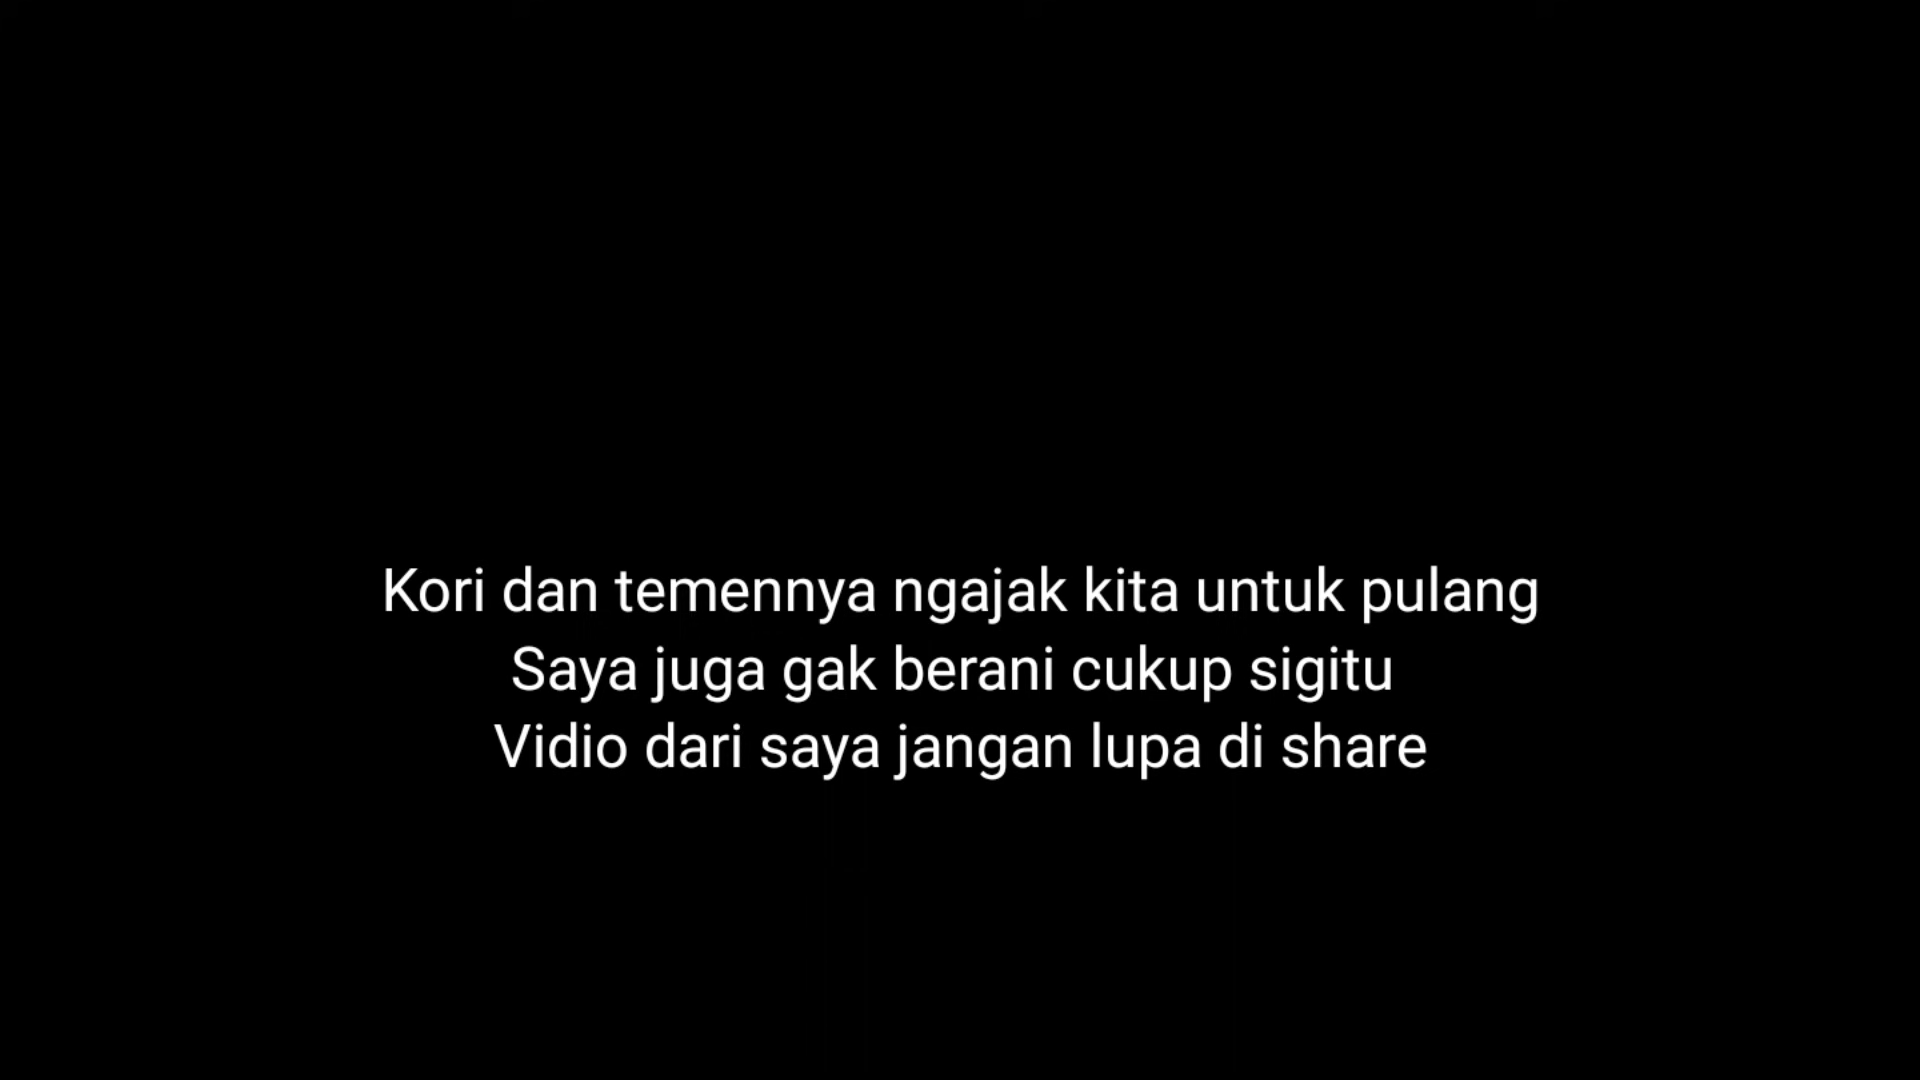 Kori dan temennya ngajak kita untuk pulang
Saya juga gak berani cukup sigitu
Vidio dari saya jangan lupa di share